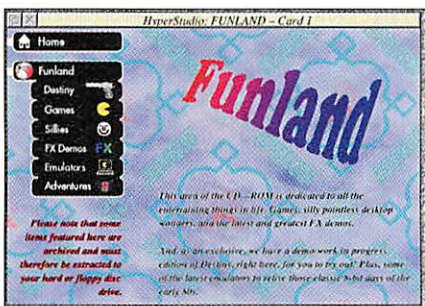 HyperStudio: FUNLAND – Card 1
Home
Funland
Destiny
Games
Sillies
FX Demos FX
Emulators
Adventures
Funland
This area of the CD—ROM is dedicated to all the
entertaining things in life. Games, silly pointless desktop
wonders, and the latest and greatest FX demos.
And, as an exclusive, we have a demo work in progress
edition of Destiny, right here, for you to try out! Plus, some
of the latest emulators to relive those classic 8-bit days of the
early 80s.
Please note that some
items featured here are
archived and must
therefore be extracted to
your hard or floppy disc
drive.